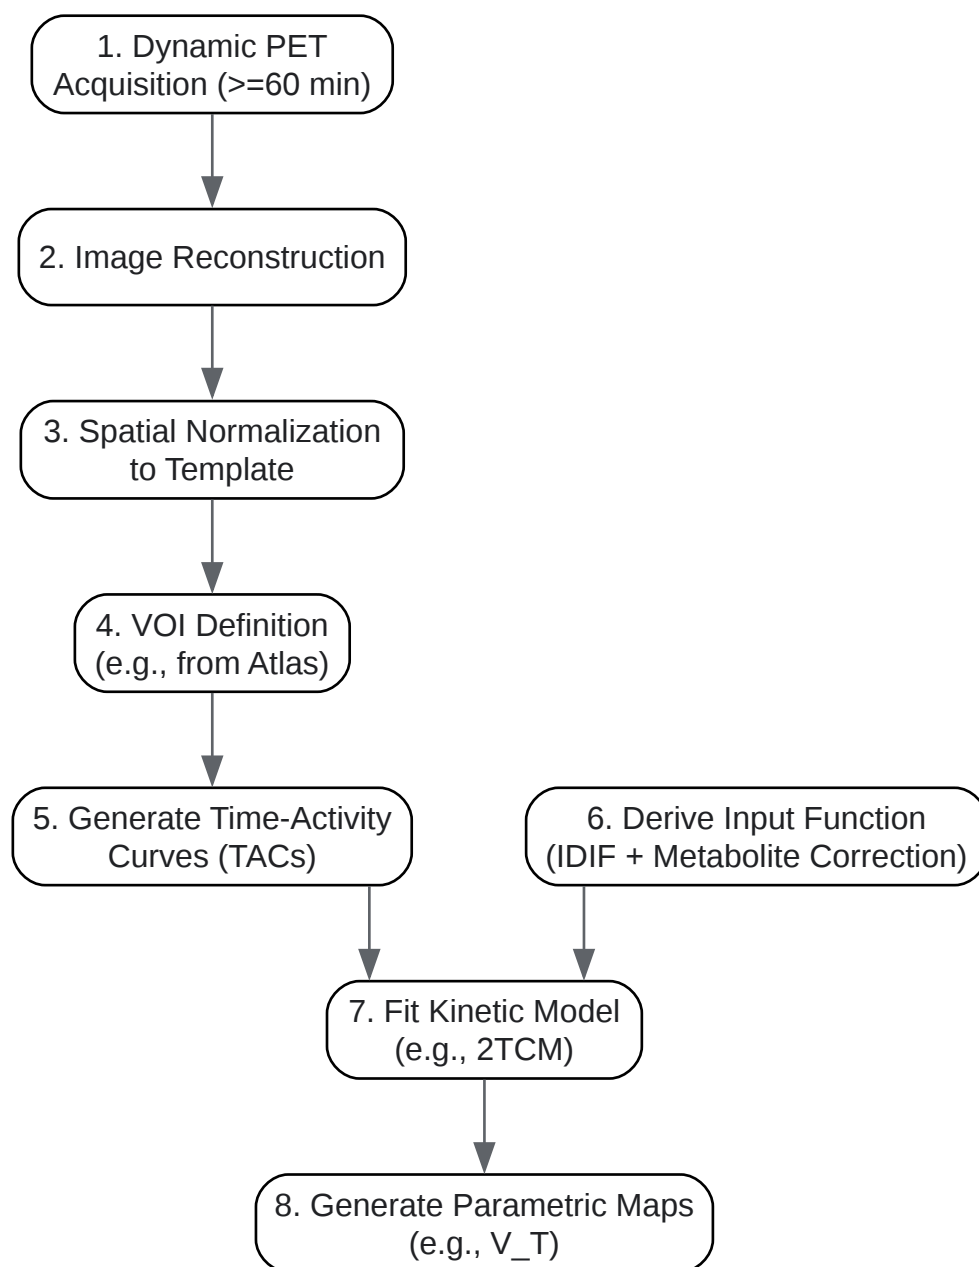 1. Dynamic PET
Acquisition (>=60 min)
2. Image Reconstruction
3. Spatial Normalization
to Template
4. VOI Definition
(e.g., from Atlas)
5. Generate Time-Activity
Curves (TACs)
6. Derive Input Function
(IDIF + Metabolite Correction)
7. Fit Kinetic Model
(e.g., 2TCM)
8. Generate Parametric Maps
(e.g., V_T)